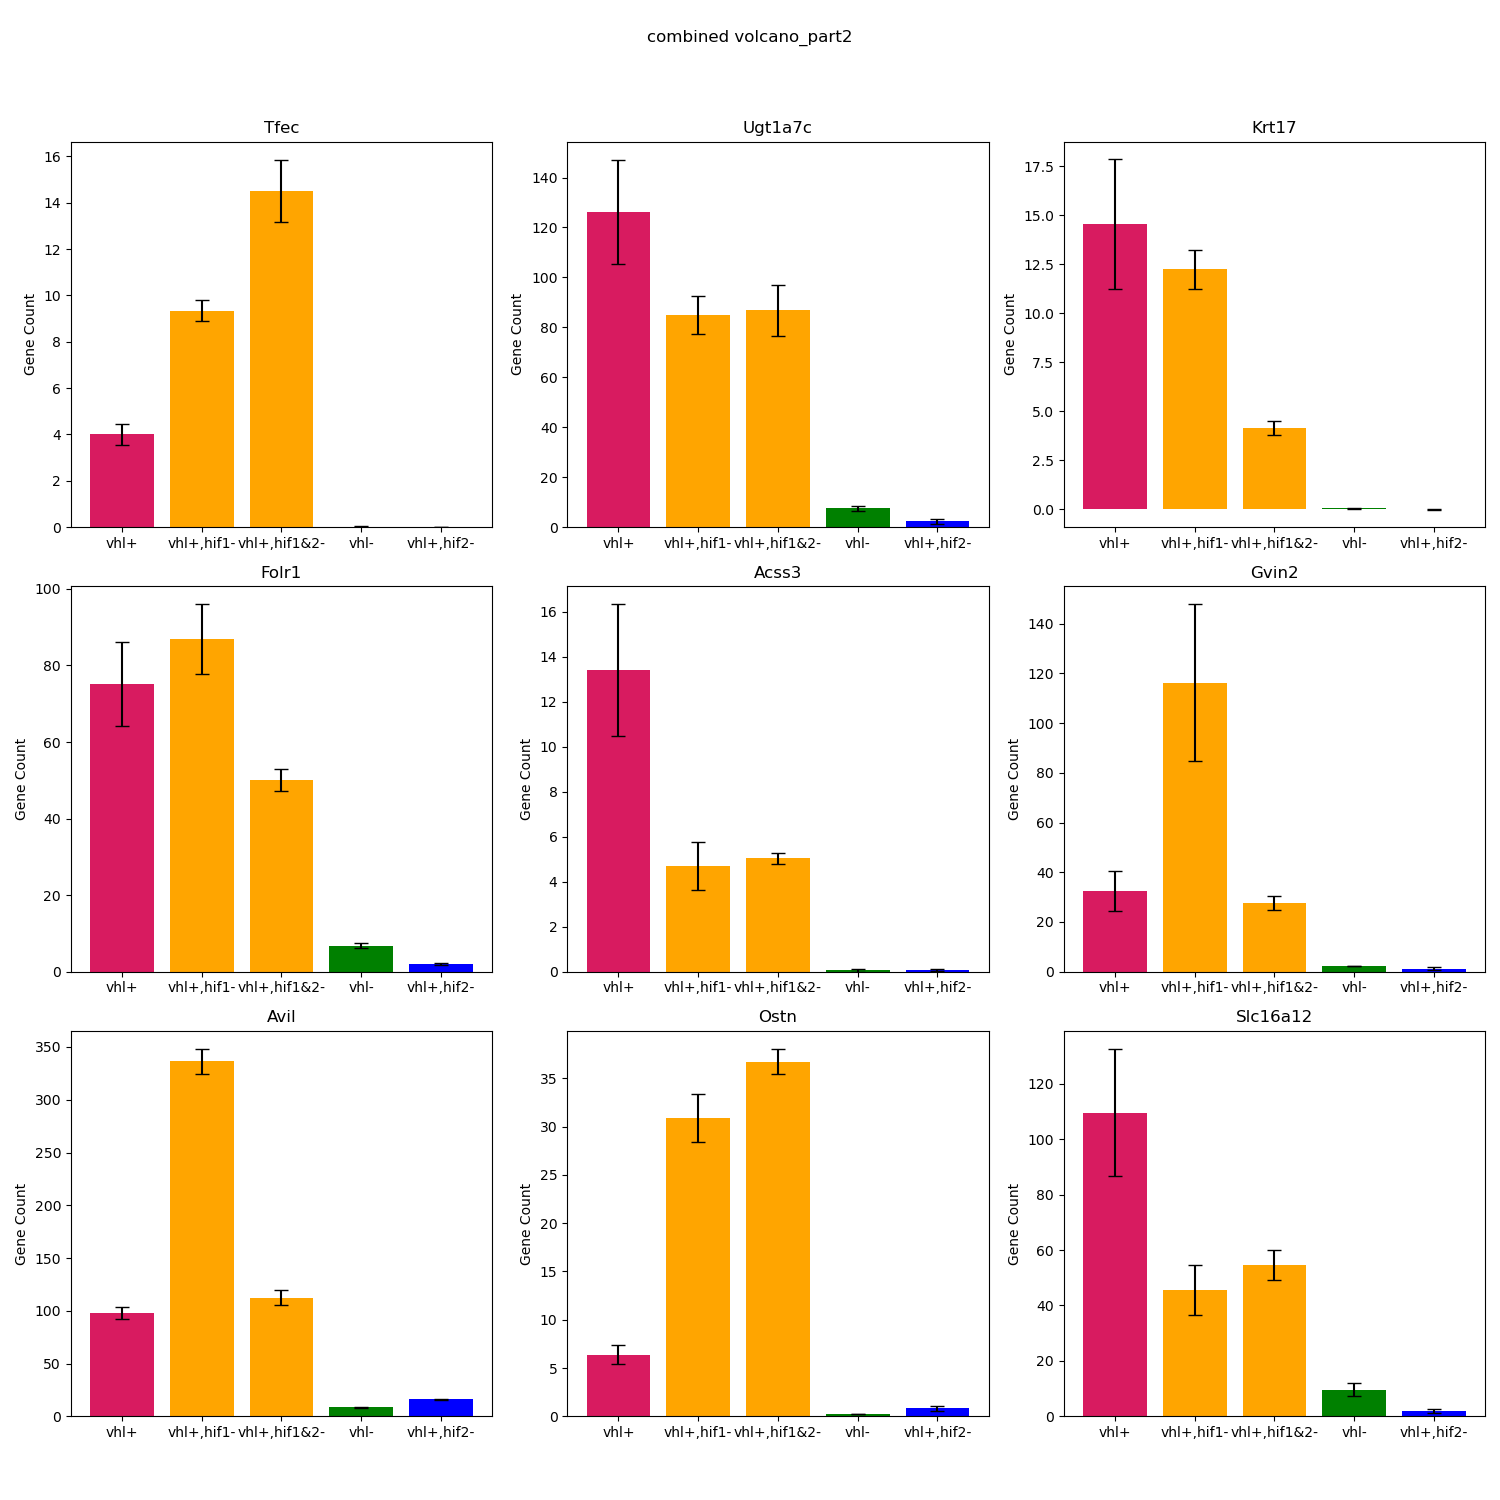 combined volcano_part2
Tfec
Gene Count
16
14
12
10
8
6
4
2
0
vhl+ vhl+,hif1- vhl+,hif1&2- vhl- vhl+,hif2-
Ugt1a7c
Gene Count
140
120
100
80
60
40
20
0
vhl+ vhl+,hif1- vhl+,hif1&2- vhl- vhl+,hif2-
Krt17
Gene Count
17.5
15.0
12.5
10.0
7.5
5.0
2.5
0.0
vhl+ vhl+,hif1- vhl+,hif1&2- vhl- vhl+,hif2-
Folr1
Gene Count
100
80
60
40
20
0
vhl+ vhl+,hif1- vhl+,hif1&2- vhl- vhl+,hif2-
Acss3
Gene Count
16
14
12
10
8
6
4
2
0
vhl+ vhl+,hif1- vhl+,hif1&2- vhl- vhl+,hif2-
Gvin2
Gene Count
140
120
100
80
60
40
20
0
vhl+ vhl+,hif1- vhl+,hif1&2- vhl- vhl+,hif2-
Avil
Gene Count
350
300
250
200
150
100
50
0
vhl+ vhl+,hif1- vhl+,hif1&2- vhl- vhl+,hif2-
Ostn
Gene Count
35
30
25
20
15
10
5
0
vhl+ vhl+,hif1- vhl+,hif1&2- vhl- vhl+,hif2-
Slc16a12
Gene Count
120
100
80
60
40
20
0
vhl+ vhl+,hif1- vhl+,hif1&2- vhl- vhl+,hif2-